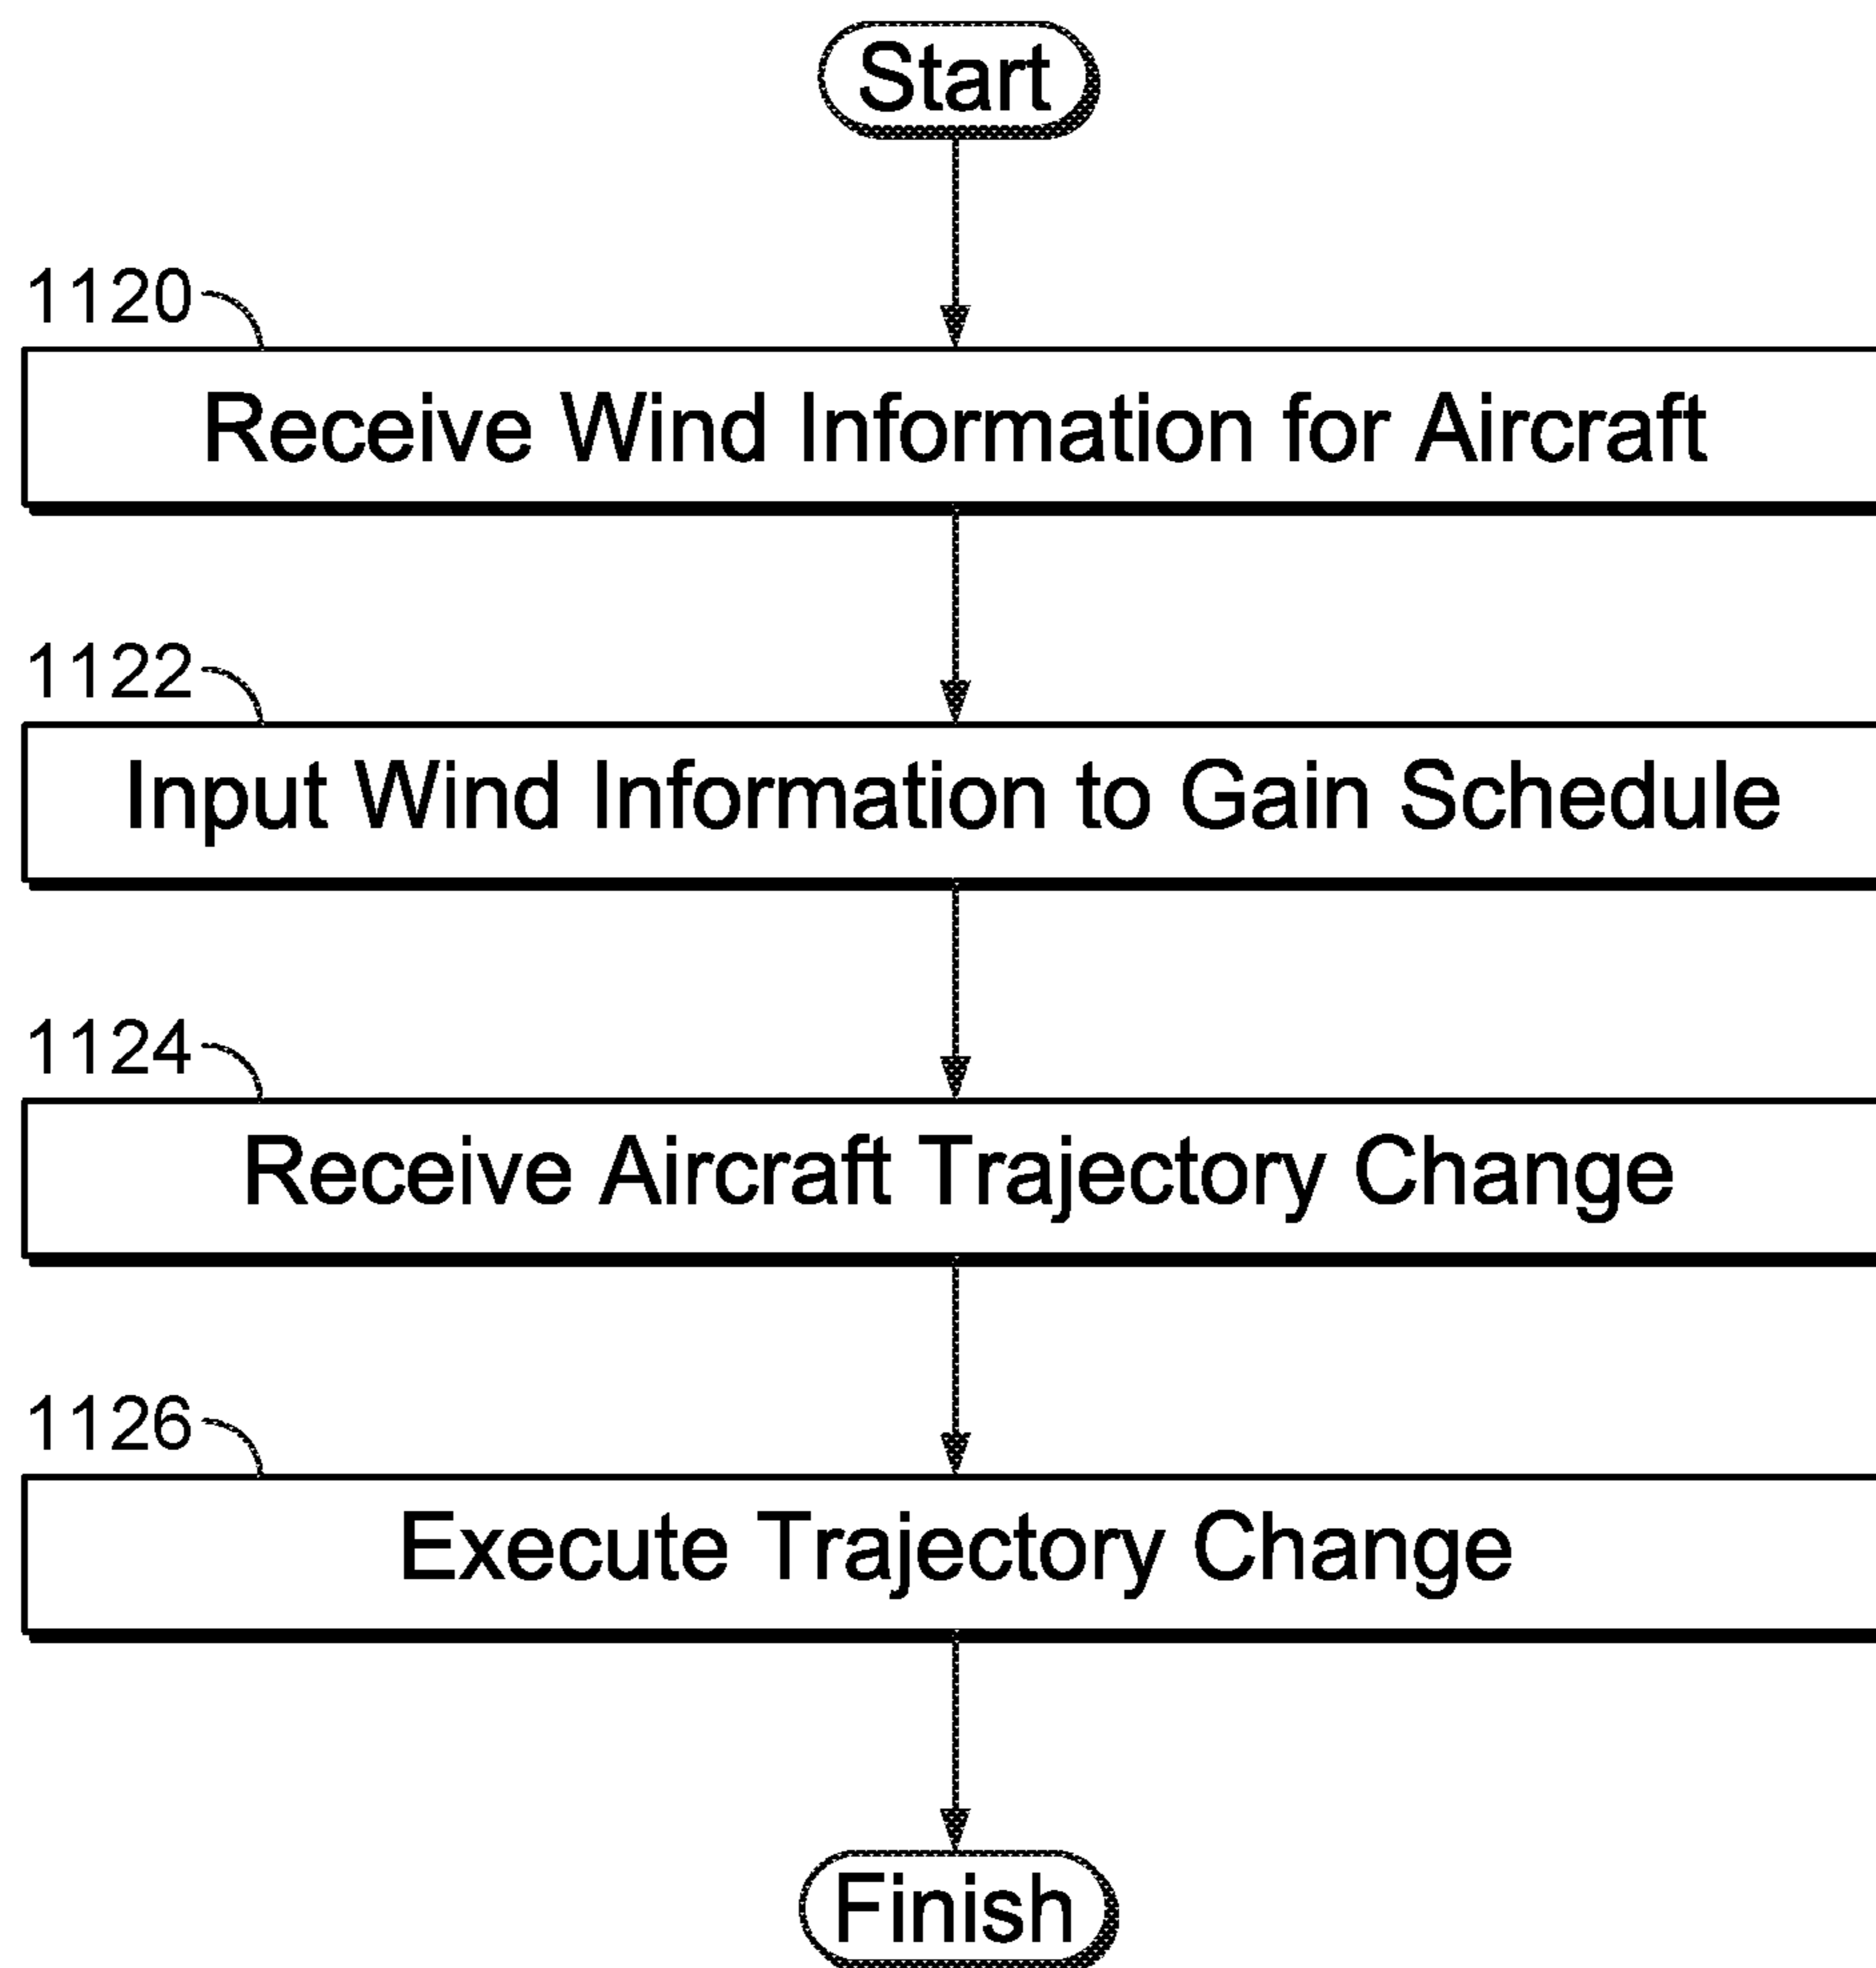 Start
1120
Receive Wind Information for Aircraft
1122
Input Wind Information to Gain Schedule
1124
Receive Aircraft Trajectory Change
1126
Execute Trajectory Change
Finish